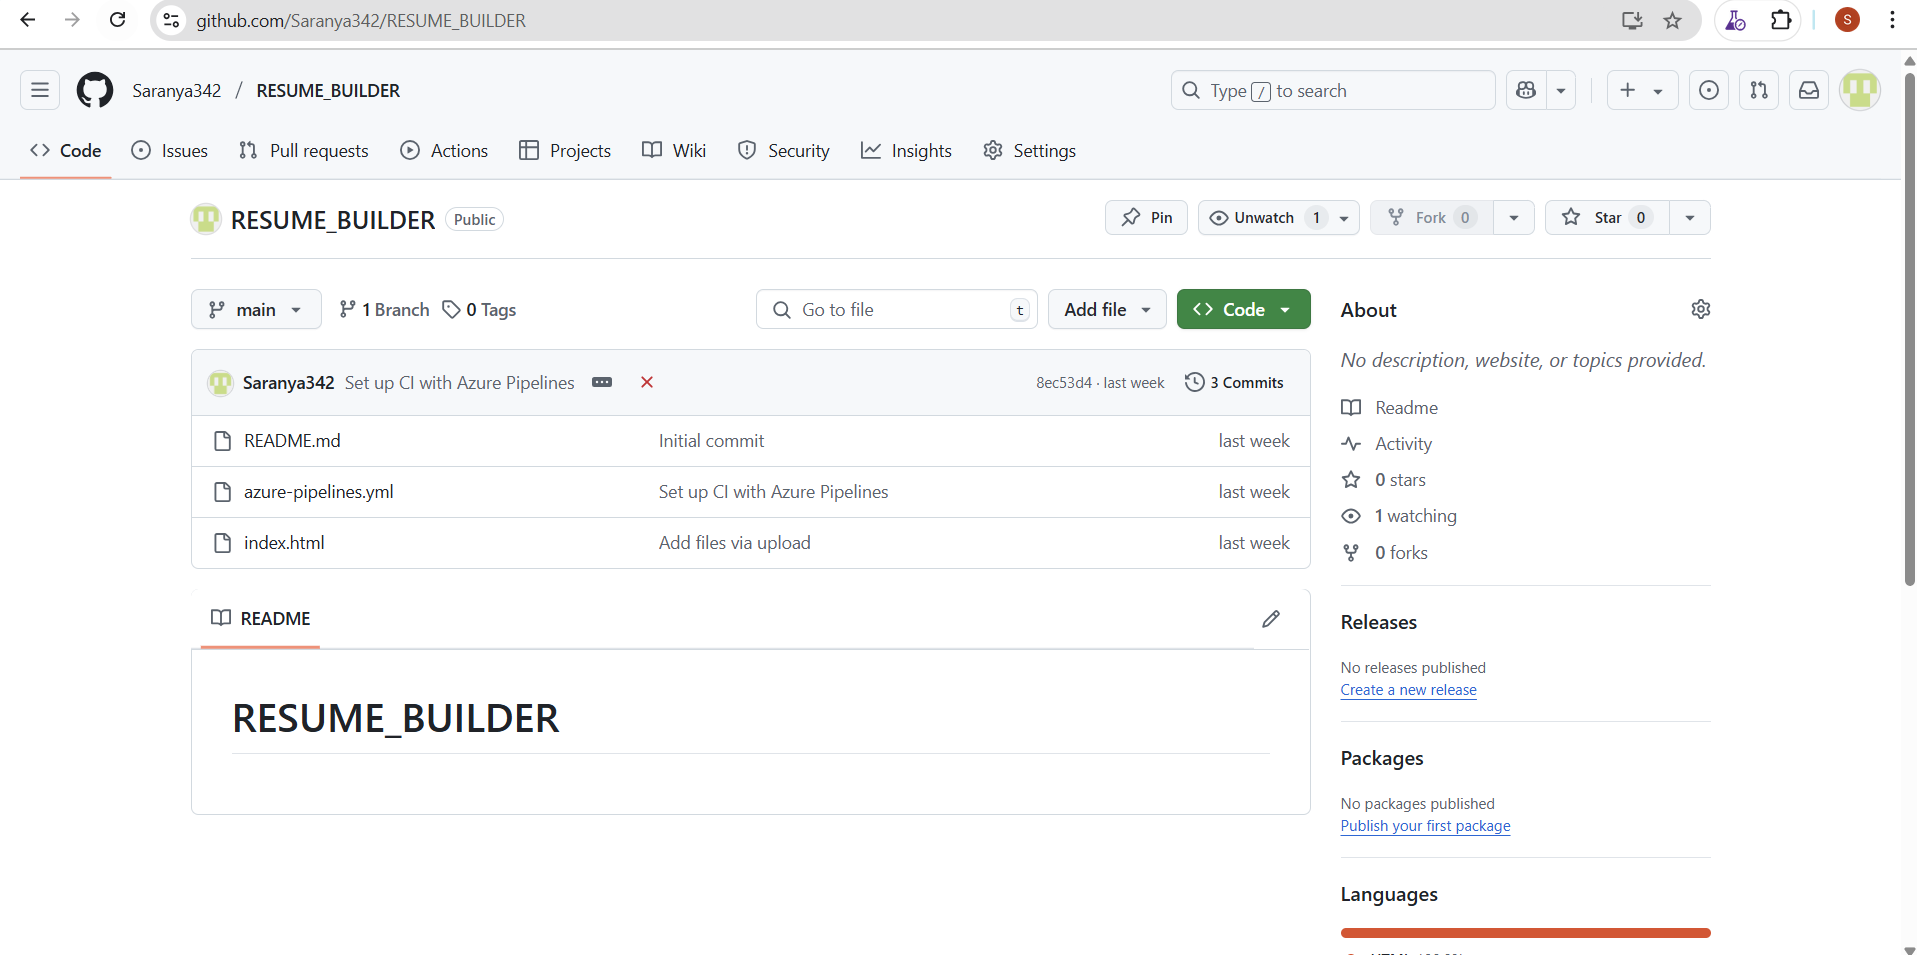 github.com/Saranya342/RESUME_BUILDER
S
Saranya342 / RESUME_BUILDER
Type / to search
Code Issues Pull requests Actions Projects Wiki Security Insights Settings
RESUME_BUILDER Public
Pin Unwatch 1 Fork 0 Star 0
main 1 Branch 0 Tags Go to file t Add file Code
Saranya342 Set up CI with Azure Pipelines 8ec53d4 · last week 3 Commits
README.md Initial commit last week
azure-pipelines.yml Set up CI with Azure Pipelines last week
index.html Add files via upload last week
README
RESUME_BUILDER
About
No description, website, or topics provided.
Readme
Activity
0 stars
1 watching
0 forks
Releases
No releases published
Create a new release
Packages
No packages published
Publish your first package
Languages